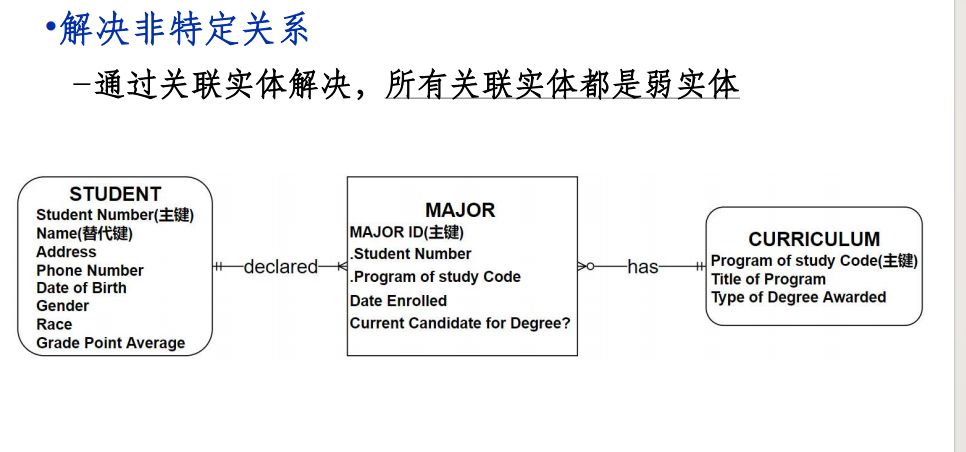 •解决非特定关系
–通过关联实体解决，所有关联实体都是弱实体
STUDENT
Student Number(主键)
Name(替代键)
Address
Phone Number
Date of Birth
Gender
Race
Grade Point Average
declared
MAJOR
MAJOR ID(主键)
.Student Number
.Program of study Code
Date Enrolled
Current Candidate for Degree?
has
CURRICULUM
Program of study Code(主键)
Title of Program
Type of Degree Awarded